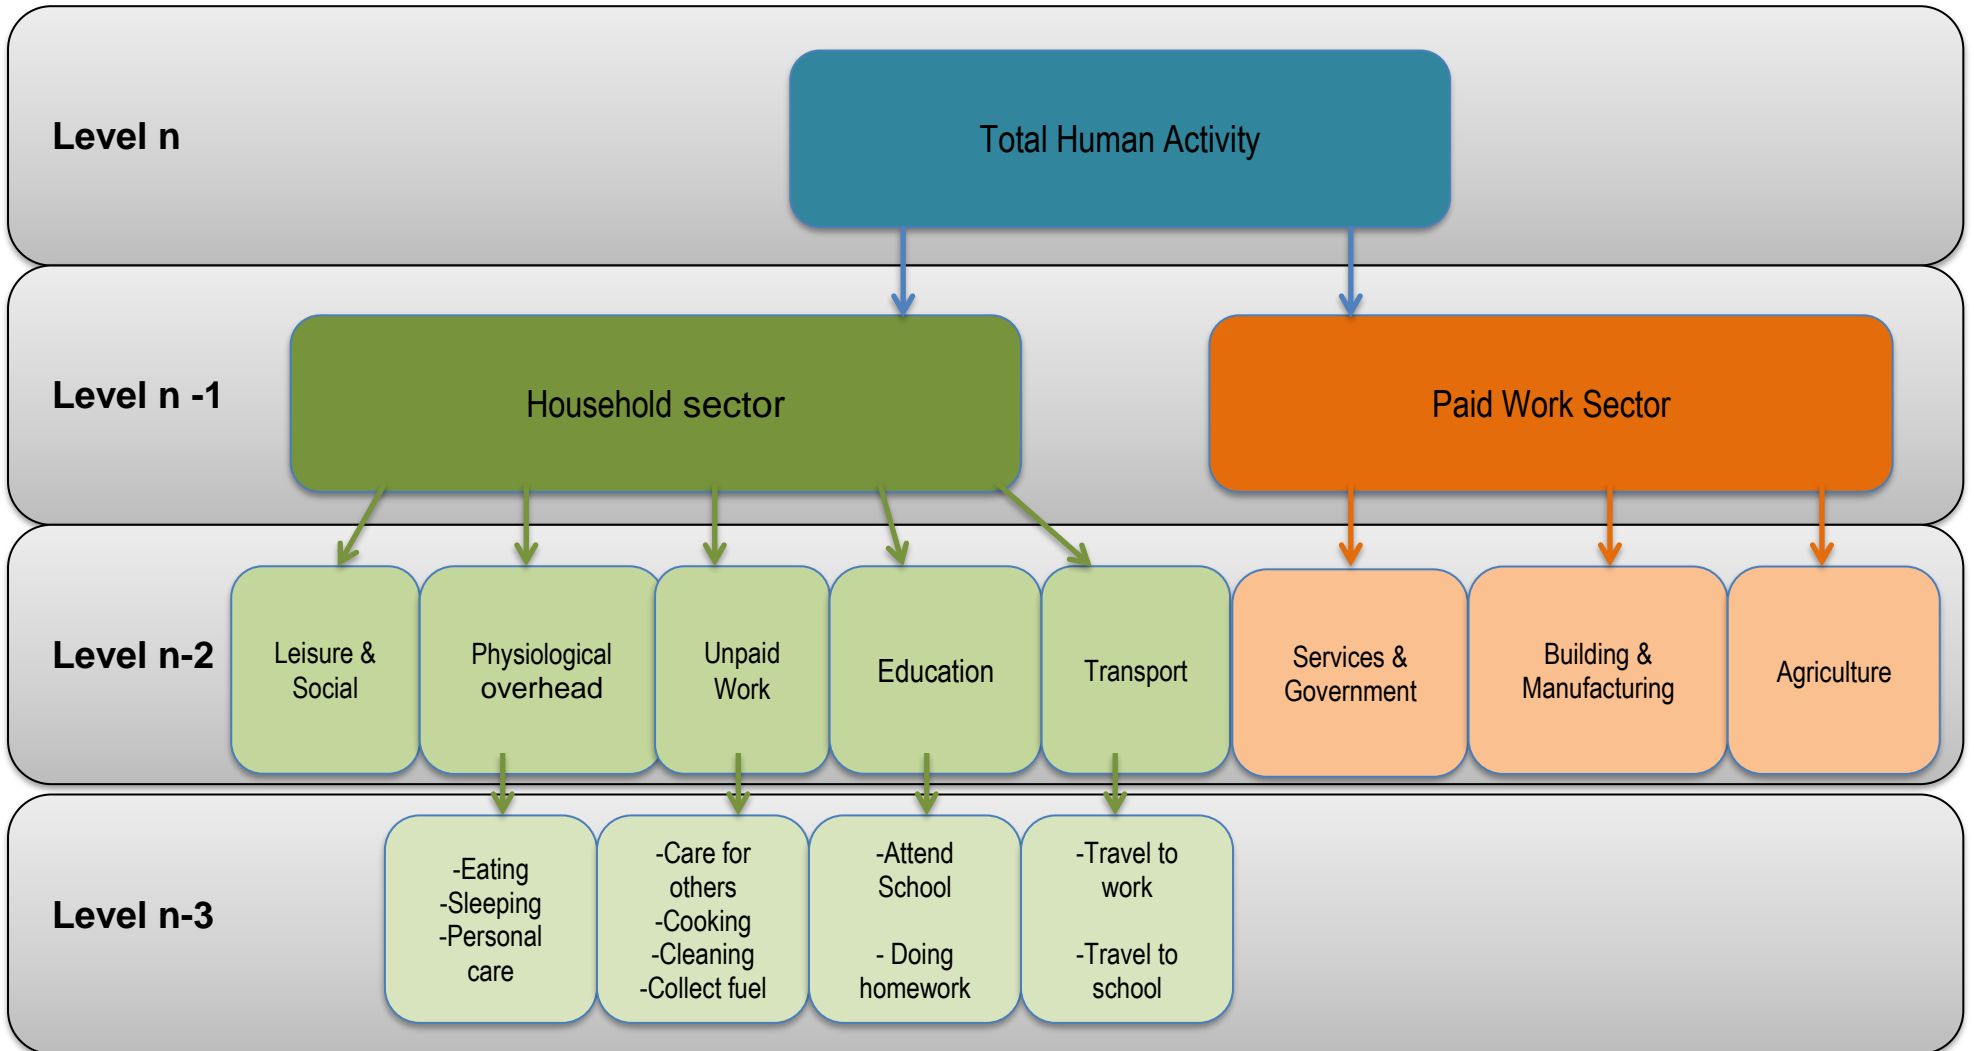 Level n
Total Human Activity
Level n -1
Household sector
Paid Work Sector
Level n-2
Leisure &
Social
Physiological
overhead
Unpaid
Work
Education
Transport
Services &
Government
Building &
Manufacturing
Agriculture
Level n-3
-Eating
-Sleeping
-Personal
care
-Care for
others
-Cooking
-Cleaning
-Collect fuel
-Attend
School
- Doing
homework
-Travel to
work
-Travel to
school